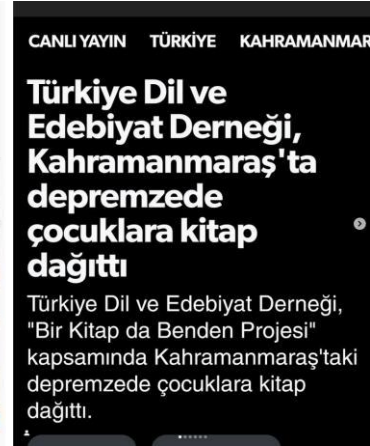 CANLI YAYIN TÜRKİYE KAHRAMANMAR
Türkiye Dil ve
Edebiyat Derneği,
Kahramanmaraş'ta
depremzede
çocuklara kitap
dağıttı
Türkiye Dil ve Edebiyat Derneği,
"Bir Kitap da Benden Projesi"
kapsamında Kahramanmaraş'taki
depremzede çocuklara kitap
dağıttı.